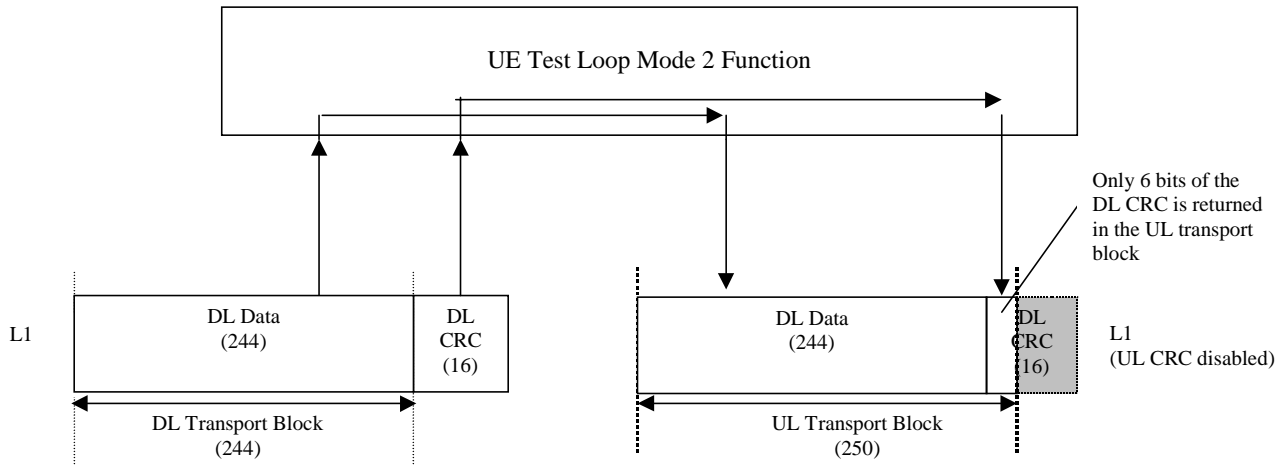 UE Test Loop Mode 2 Function
Only 6 bits of the
DL CRC is returned
in the UL transport
block
L1
DL Data
(244)
DL
CRC
(16)
DL Data
(244)
DL
CRC
(16)
L1
(UL CRC disabled)
DL Transport Block
(244)
UL Transport Block
(250)